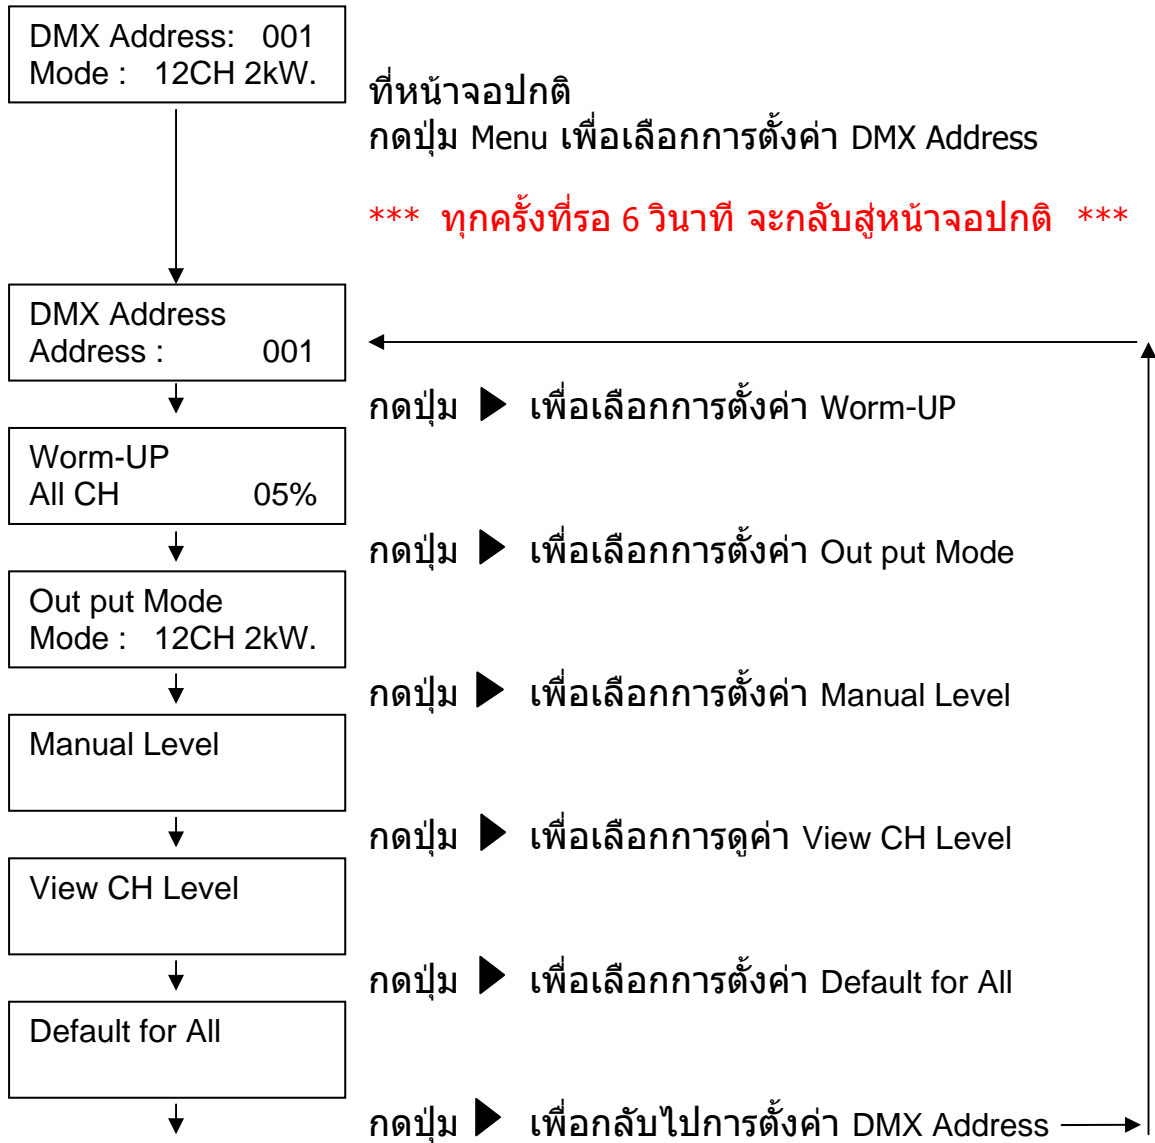 DMX Address: 001
Mode : 12CH 2kW.
ที่หน้าจอปกติ
กดปุ่ม Menu เพื่อเลือกการตั้งค่า DMX Address
*** ทุกครั้งที่รอ 6 วินาที จะกลับสู่หน้าจอปกติ ***
DMX Address
Address : 001
กดปุ่ม ▶ เพื่อเลือกการตั้งค่า Worm-UP
Worm-UP
All CH 05%
กดปุ่ม ▶ เพื่อเลือกการตั้งค่า Out put Mode
Out put Mode
Mode : 12CH 2kW.
กดปุ่ม ▶ เพื่อเลือกการตั้งค่า Manual Level
Manual Level
กดปุ่ม ▶ เพื่อเลือกการดูค่า View CH Level
View CH Level
กดปุ่ม ▶ เพื่อเลือกการตั้งค่า Default for All
Default for All
กดปุ่ม ▶ เพื่อกลับไปการตั้งค่า DMX Address